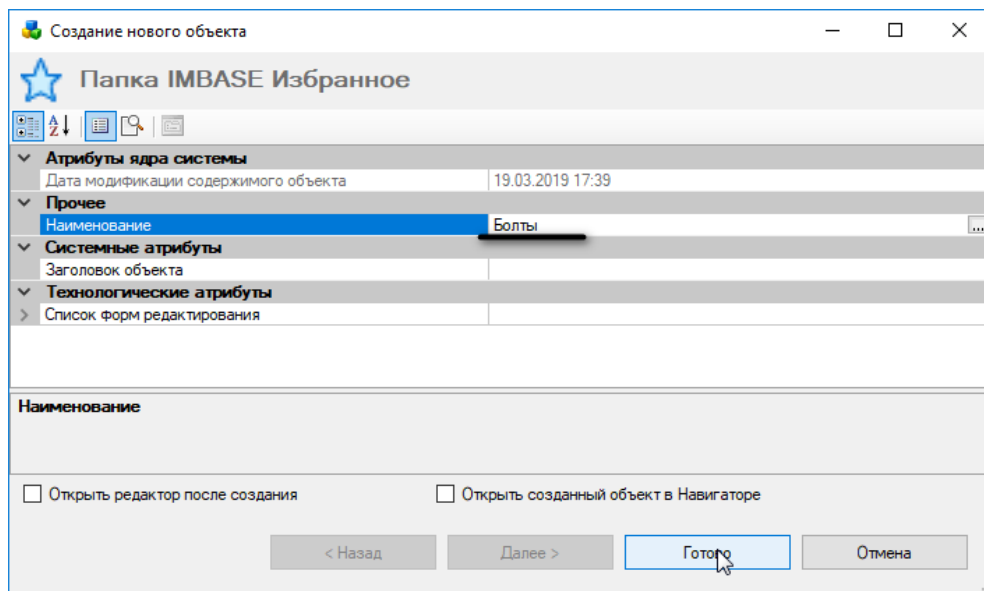 Создание нового объекта
Папка IMBASE Избранное
Атрибуты ядра системы
Дата модификации содержимого объекта 19.03.2019 17:39
Прочее
Наименование Болты ...
Системные атрибуты
Заголовок объекта
Технологические атрибуты
Список форм редактирования
Наименование
Открыть редактор после создания Открыть созданный объект в Навигаторе
< Назад Далее > Готово Отмена